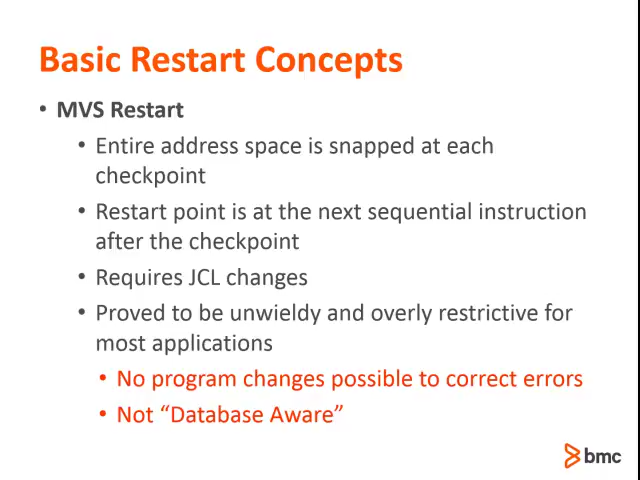 Basic Restart Concepts
• MVS Restart
• Entire address space is snapped at each
checkpoint
• Restart point is at the next sequential instruction
after the checkpoint
• Requires JCL changes
• Proved to be unwieldy and overly restrictive for
most applications
• No program changes possible to correct errors
• Not “Database Aware”
bmc